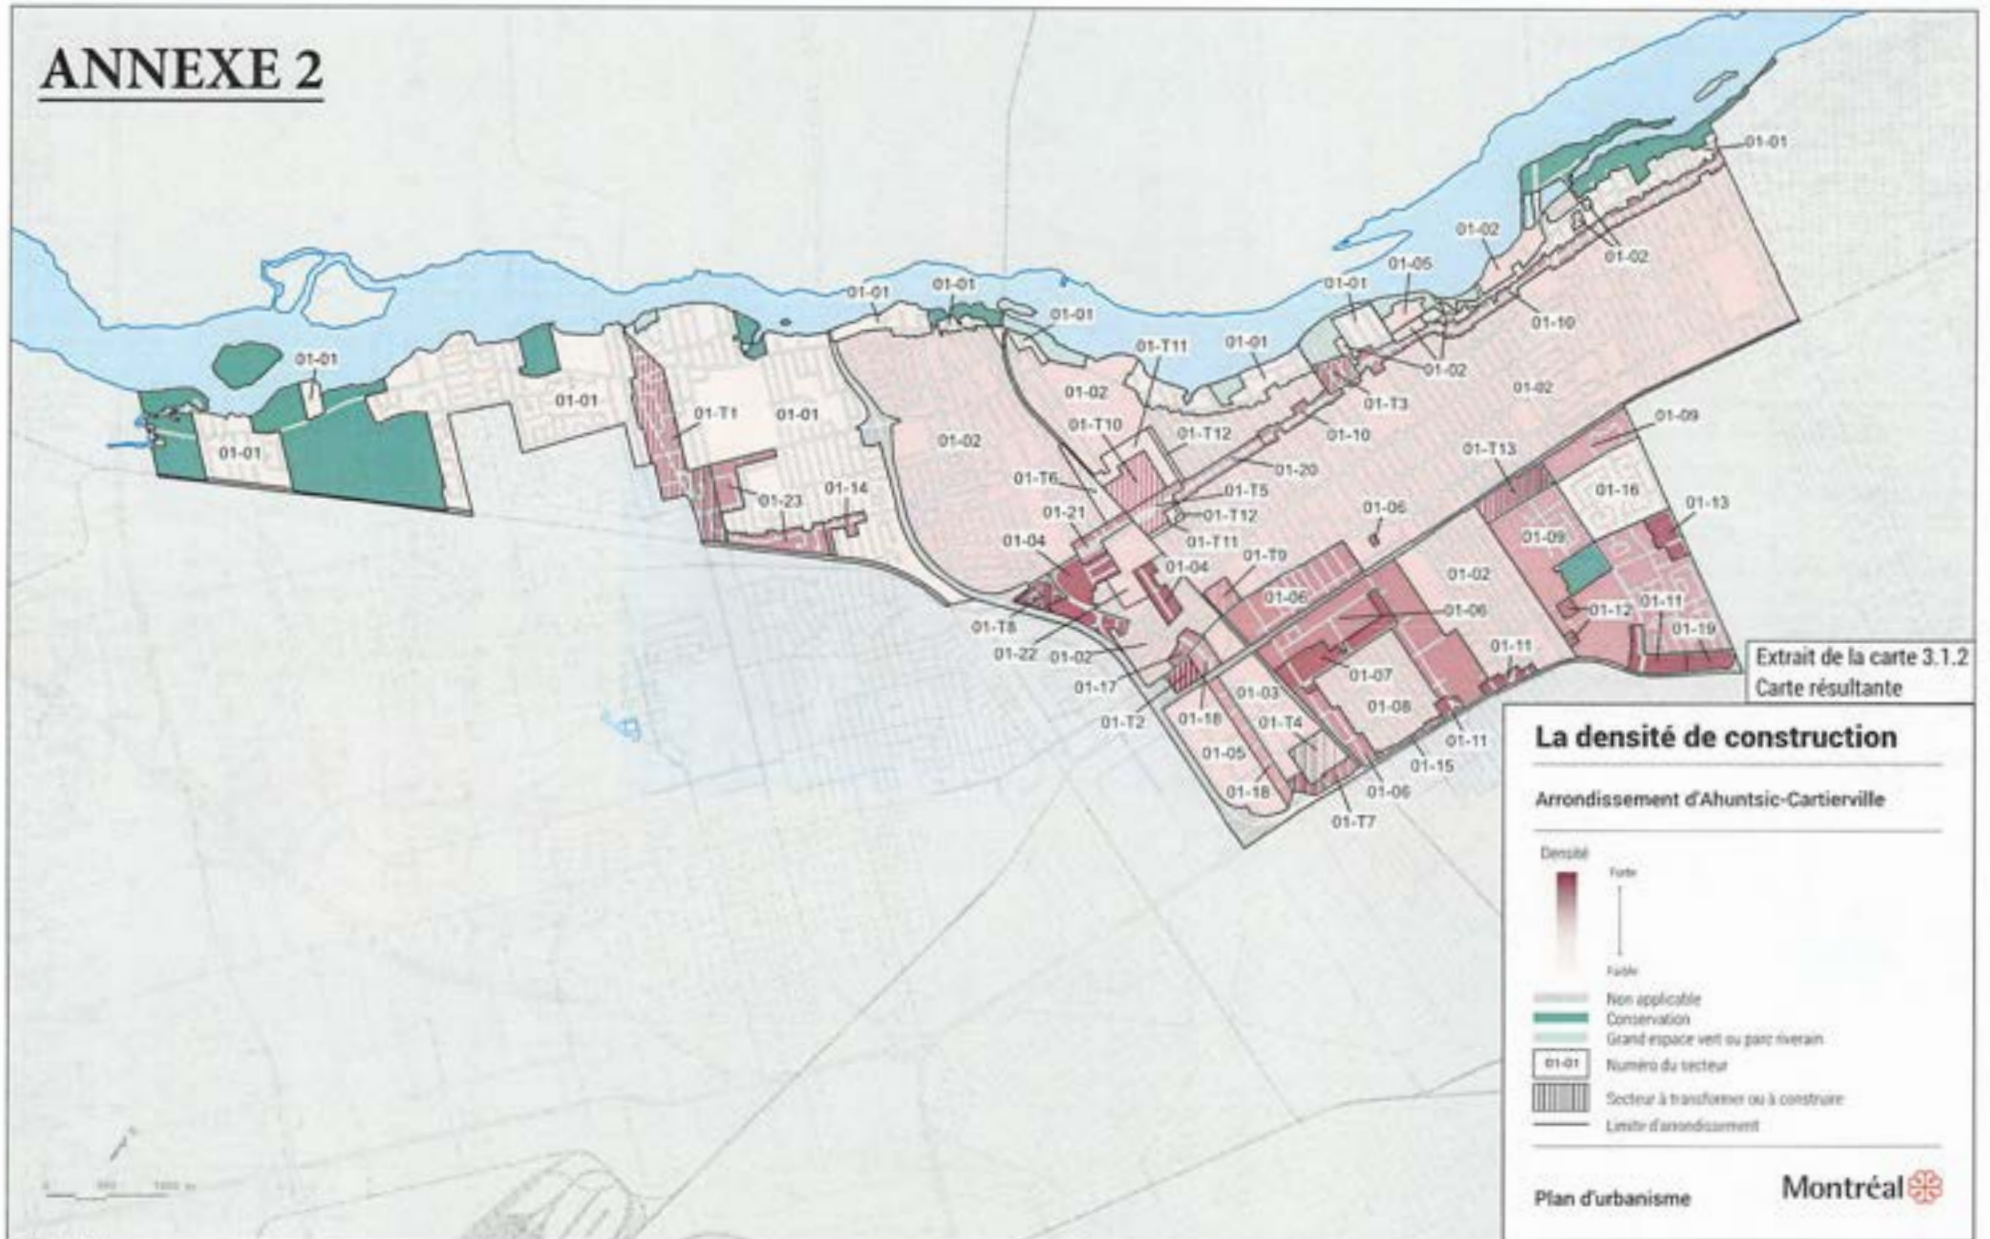 ANNEXE 2
01-01
01-02
01-01
01-02
01-05
01-01
01-01
01-01
01-01
01-10
01-T11
01-01
01-01
01-02
01-02
01-02
01-01
01-T1
01-01
01-T3
01-09
01-T10
01-T12
01-10
01-02
01-T13
01-01
01-20
01-T6
01-23
01-14
01-T5
01-16
01-21
01-T12
01-06
01-13
01-04
01-T11
01-09
01-T9
01-04
01-02
01-06
01-06
01-12
01-11
01-T8
01-19
01-22
01-02
01-11
01-07
01-17
01-03
01-08
01-T2
01-18
01-T4
01-11
01-05
01-15
01-18
01-06
01-T7
Extrait de la carte 3.1.2
Carte résultante
La densité de construction
Arrondissement d'Ahuntsic-Cartierville
Densité
Forte
Faible
Non applicable
Conservation
Grand espace vert ou parc riverain
01-01
Numéro du secteur
Secteur à transformer ou à construire
Limite d'arrondissement
Plan d'urbanisme
Montréal